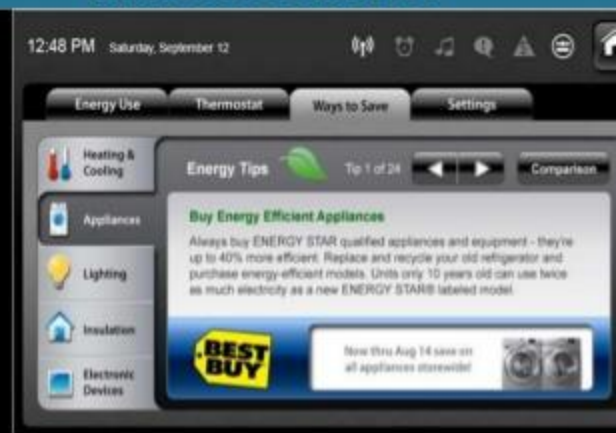 12:48 PM Saturday, September 12
Energy Use Thermostat Ways to Save Settings
Heating &
Cooling
Appliances
Lighting
Insulation
Electronic
Devices
Energy Tips Tip 1 of 24 Comparison
Buy Energy Efficient Appliances
Always buy ENERGY STAR qualified appliances and equipment - they're
up to 40% more efficient. Replace and recycle your old refrigerator and
purchase energy-efficient models. Units only 10 years old can use twice
as much electricity as a new ENERGY STAR® labeled model.
BEST
BUY
Now thru Aug 14 save on
all appliances storewide!